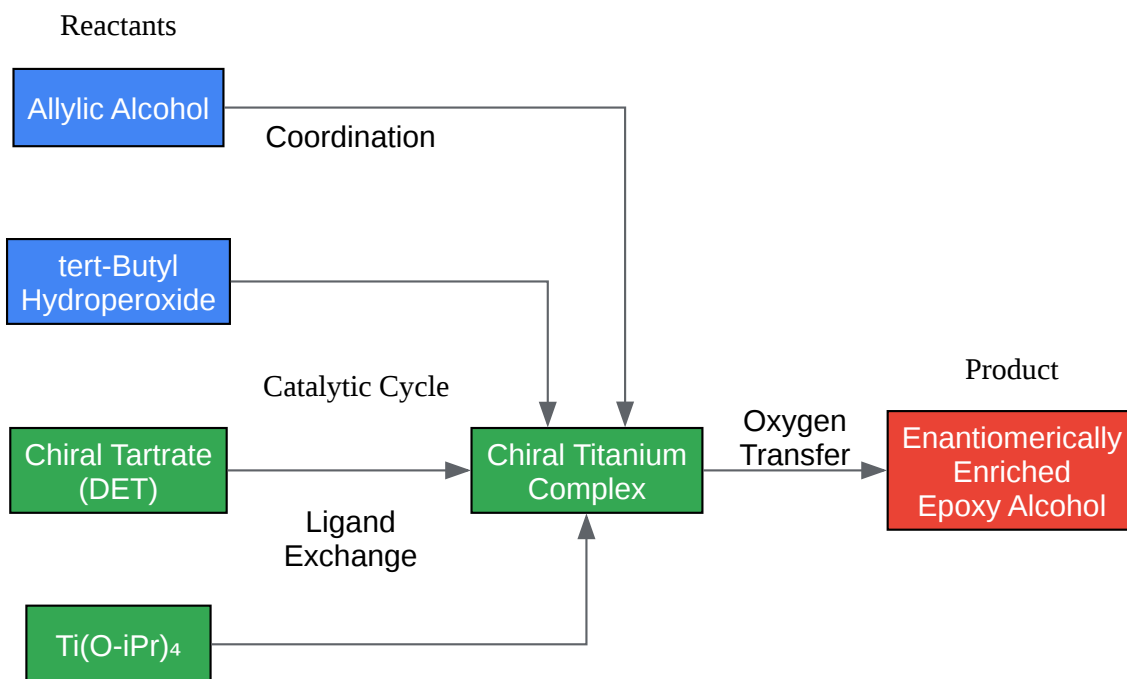 Reactants
Allylic Alcohol
Coordination
tert-Butyl
Hydroperoxide
Catalytic Cycle
Product
Chiral Tartrate
(DET)
Ligand
Exchange
Chiral Titanium
Complex
Oxygen
Transfer
Enantiomerically
Enriched
Epoxy Alcohol
Ti(O-iPr)₄